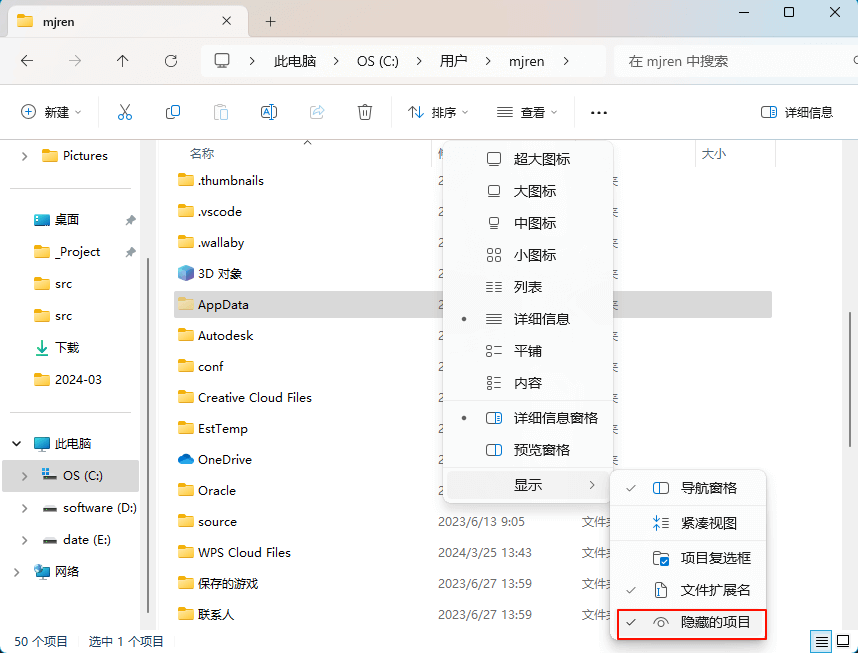 mjren
此电脑 OS (C:) 用户 mjren
在 mjren 中搜索
新建 排序 查看 详细信息
Pictures
桌面
_Project
src
src
下载
2024-03
此电脑
OS (C:)
software (D:)
date (E:)
网络
名称 大小
.thumbnails
.vscode
.wallaby
3D 对象
AppData
Autodesk
conf
Creative Cloud Files
EstTemp
OneDrive
Oracle
source 2023/6/13 9:05 文件夹
WPS Cloud Files 2024/3/25 13:43 文件
保存的游戏 2023/6/27 13:59 文件
联系人 2023/6/27 13:59 文件
超大图标
大图标
中图标
小图标
列表
详细信息
平铺
内容
详细信息窗格
预览窗格
显示
导航窗格
紧凑视图
项目复选框
文件扩展名
隐藏的项目
50 个项目 选中 1 个项目